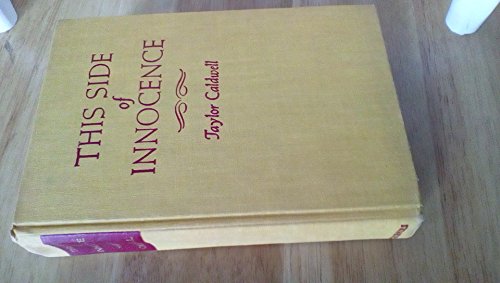 THIS SIDE
of
INNOCENCE
Taylor Caldwell